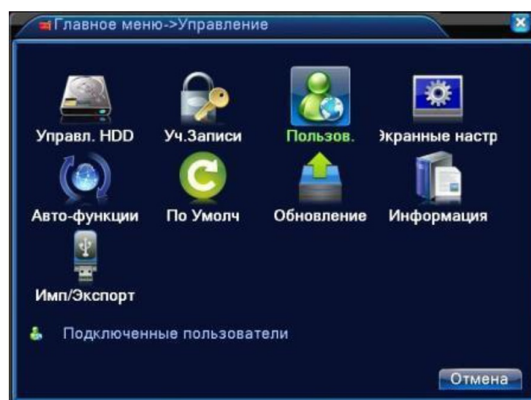 Главное меню->Управление
Управл. HDD Уч.Записи Пользов. Экранные настр
Авто-функции По Умолч Обновление Информация
Имп/Экспорт
Подключенные пользователи
Отмена